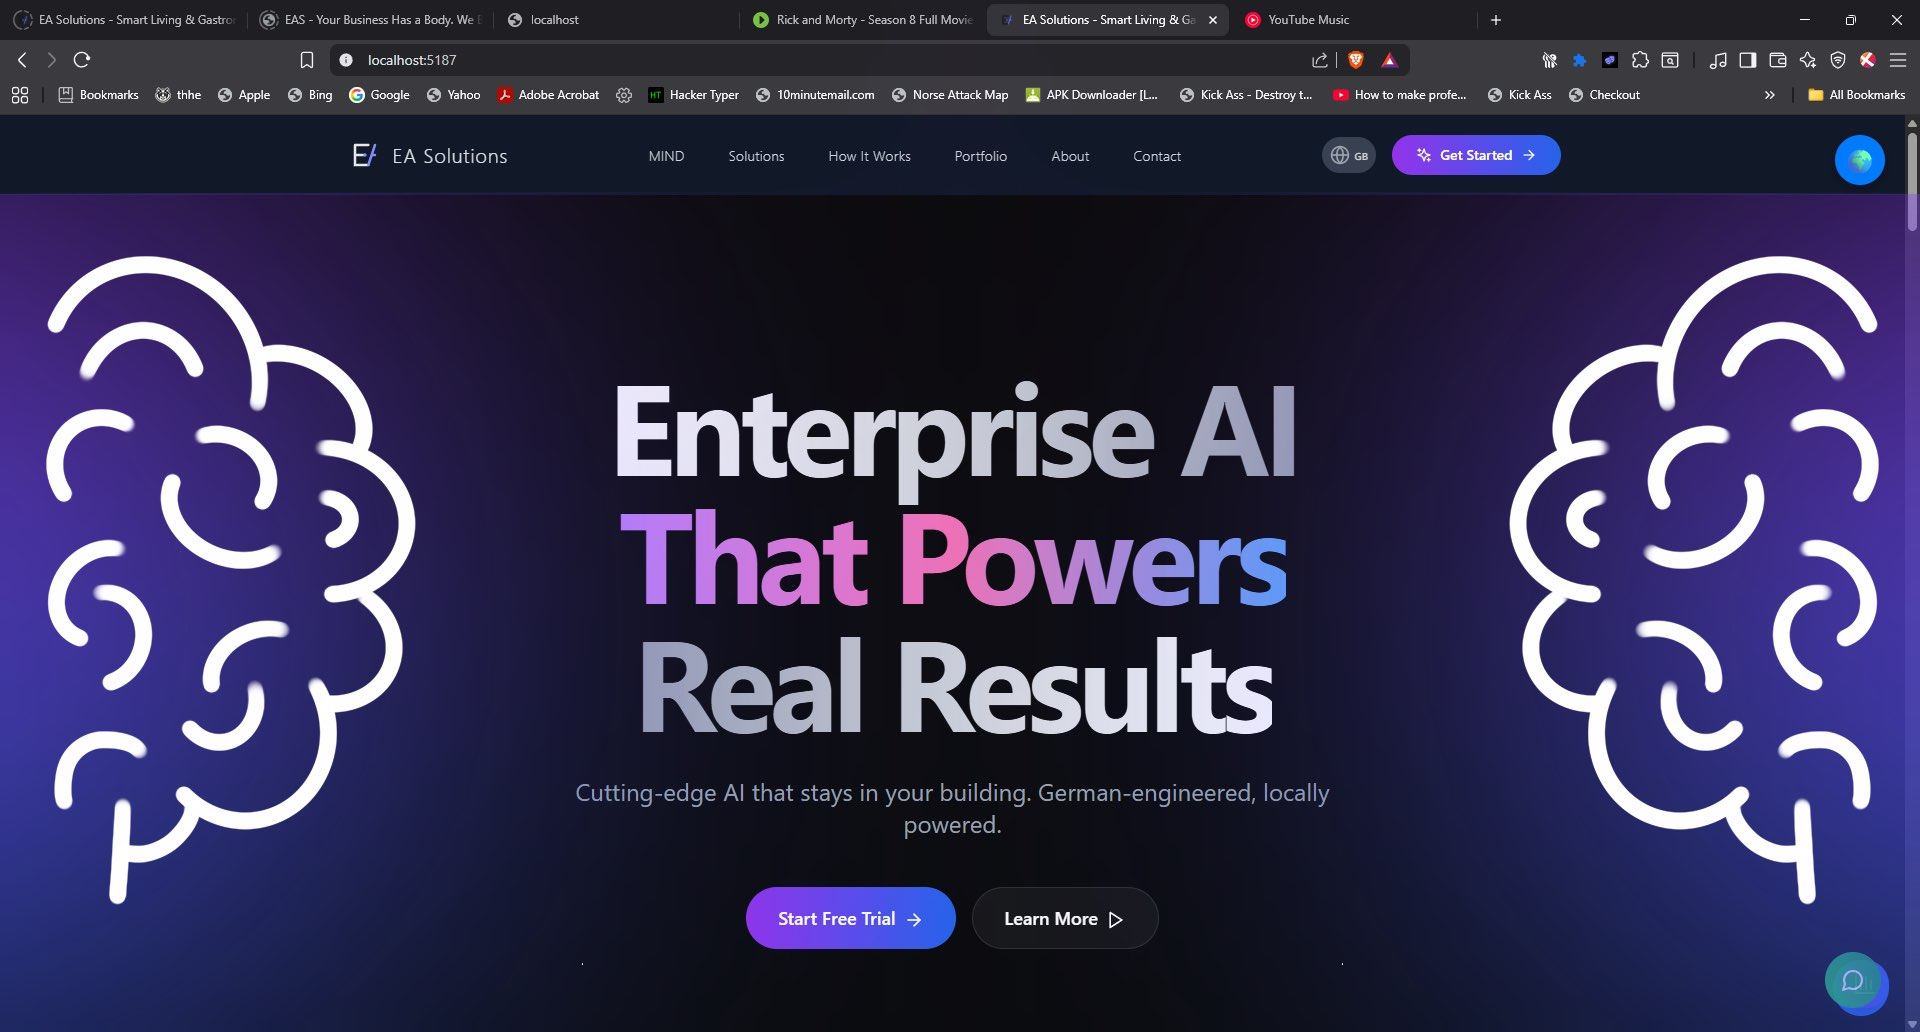 EA Solutions - Smart Living & Gastro
EAS - Your Business Has a Body. We
localhost
Rick and Morty - Season 8 Full Movie
EA Solutions - Smart Living & Ga
YouTube Music
localhost:5187
Bookmarks
thhe
Apple
Bing
Google
Yahoo
Adobe Acrobat
HT
Hacker Typer
10minutemail.com
Norse Attack Map
APK Downloader [L...
Kick Ass - Destroy t...
How to make profe...
Kick Ass
Checkout
All Bookmarks
EA Solutions
MIND
Solutions
How It Works
Portfolio
About
Contact
GB
Get Started
Enterprise AI
That Powers
Real Results
Cutting-edge AI that stays in your building. German-engineered, locally
powered.
Start Free Trial
Learn More